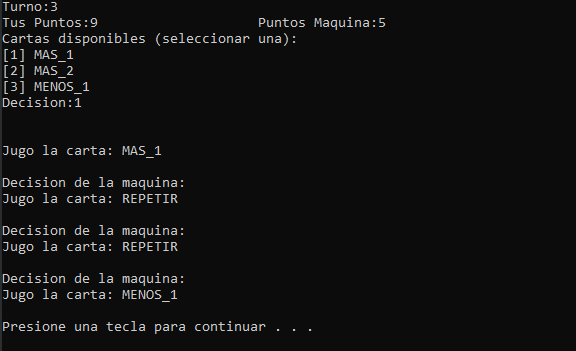 Turno:3
Tus Puntos:9 Puntos Maquina:5
Cartas disponibles (seleccionar una):
[1] MAS_1
[2] MAS_2
[3] MENOS_1
Decision:1
Jugo la carta: MAS_1
Decision de la maquina:
Jugo la carta: REPETIR
Decision de la maquina:
Jugo la carta: REPETIR
Decision de la maquina:
Jugo la carta: MENOS_1
Presione una tecla para continuar . . .